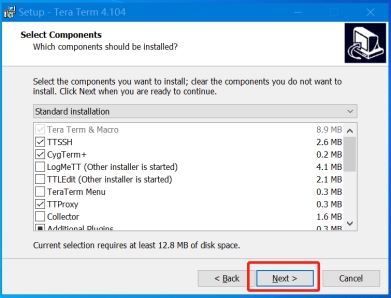 Setup - Tera Term 4.104
Select Components
Which components should be installed?
Select the components you want to install; clear the components you do not want to
install. Click Next when you are ready to continue.
Standard installation
Tera Term & Macro 8.9 MB
TTSSH 2.6 MB
CygTerm+ 0.2 MB
LogMeTT (Other installer is started) 4.1 MB
TTLEdit (Other installer is started) 2.1 MB
TeraTerm Menu 0.3 MB
TTProxy 0.3 MB
Collector 1.6 MB
Additional Plugins 0.3 MB
Current selection requires at least 12.8 MB of disk space.
< Back Next > Cancel